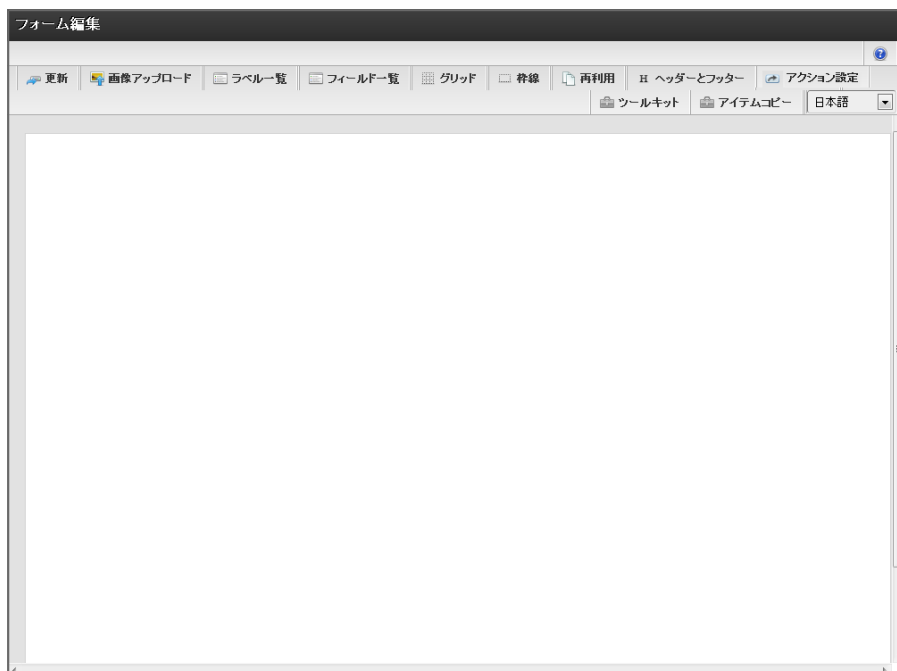 フォーム編集
更新 画像アップロード ラベル一覧 フィールド一覧 グリッド 枠線 再利用 H ヘッダーとフッター アクション設定
ツールキット アイテムコピー 日本語